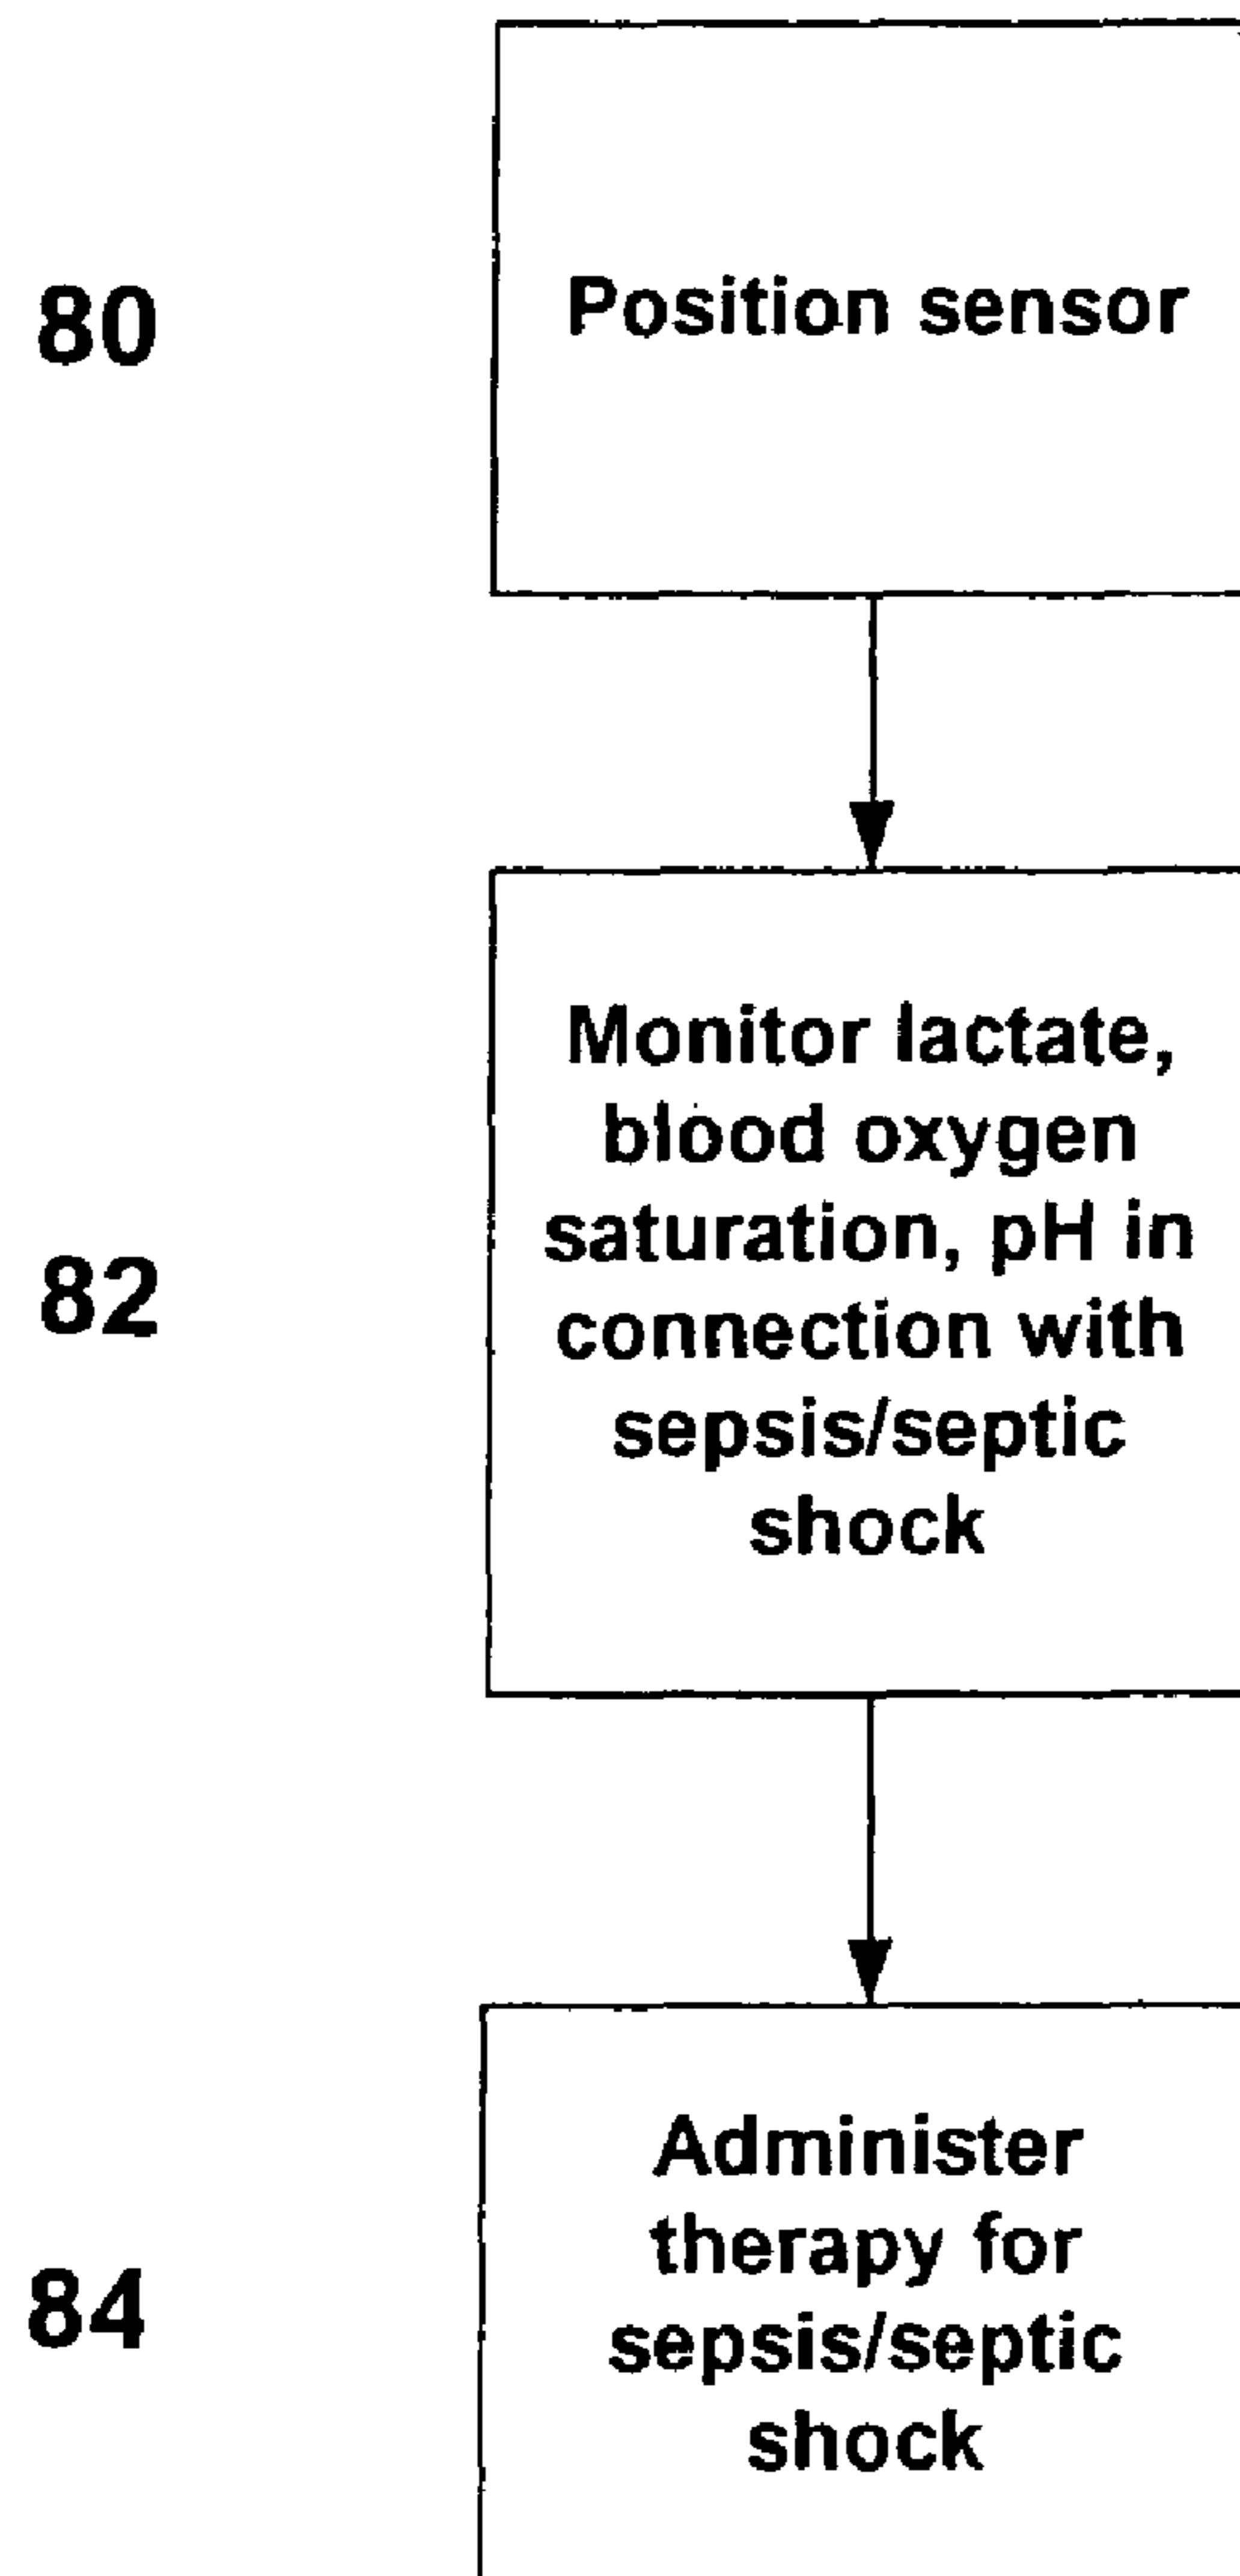 80
Position sensor
82
Monitor lactate,
blood oxygen
saturation, pH in
connection with
sepsis/septic
shock
84
Administer
therapy for
sepsis/septic
shock